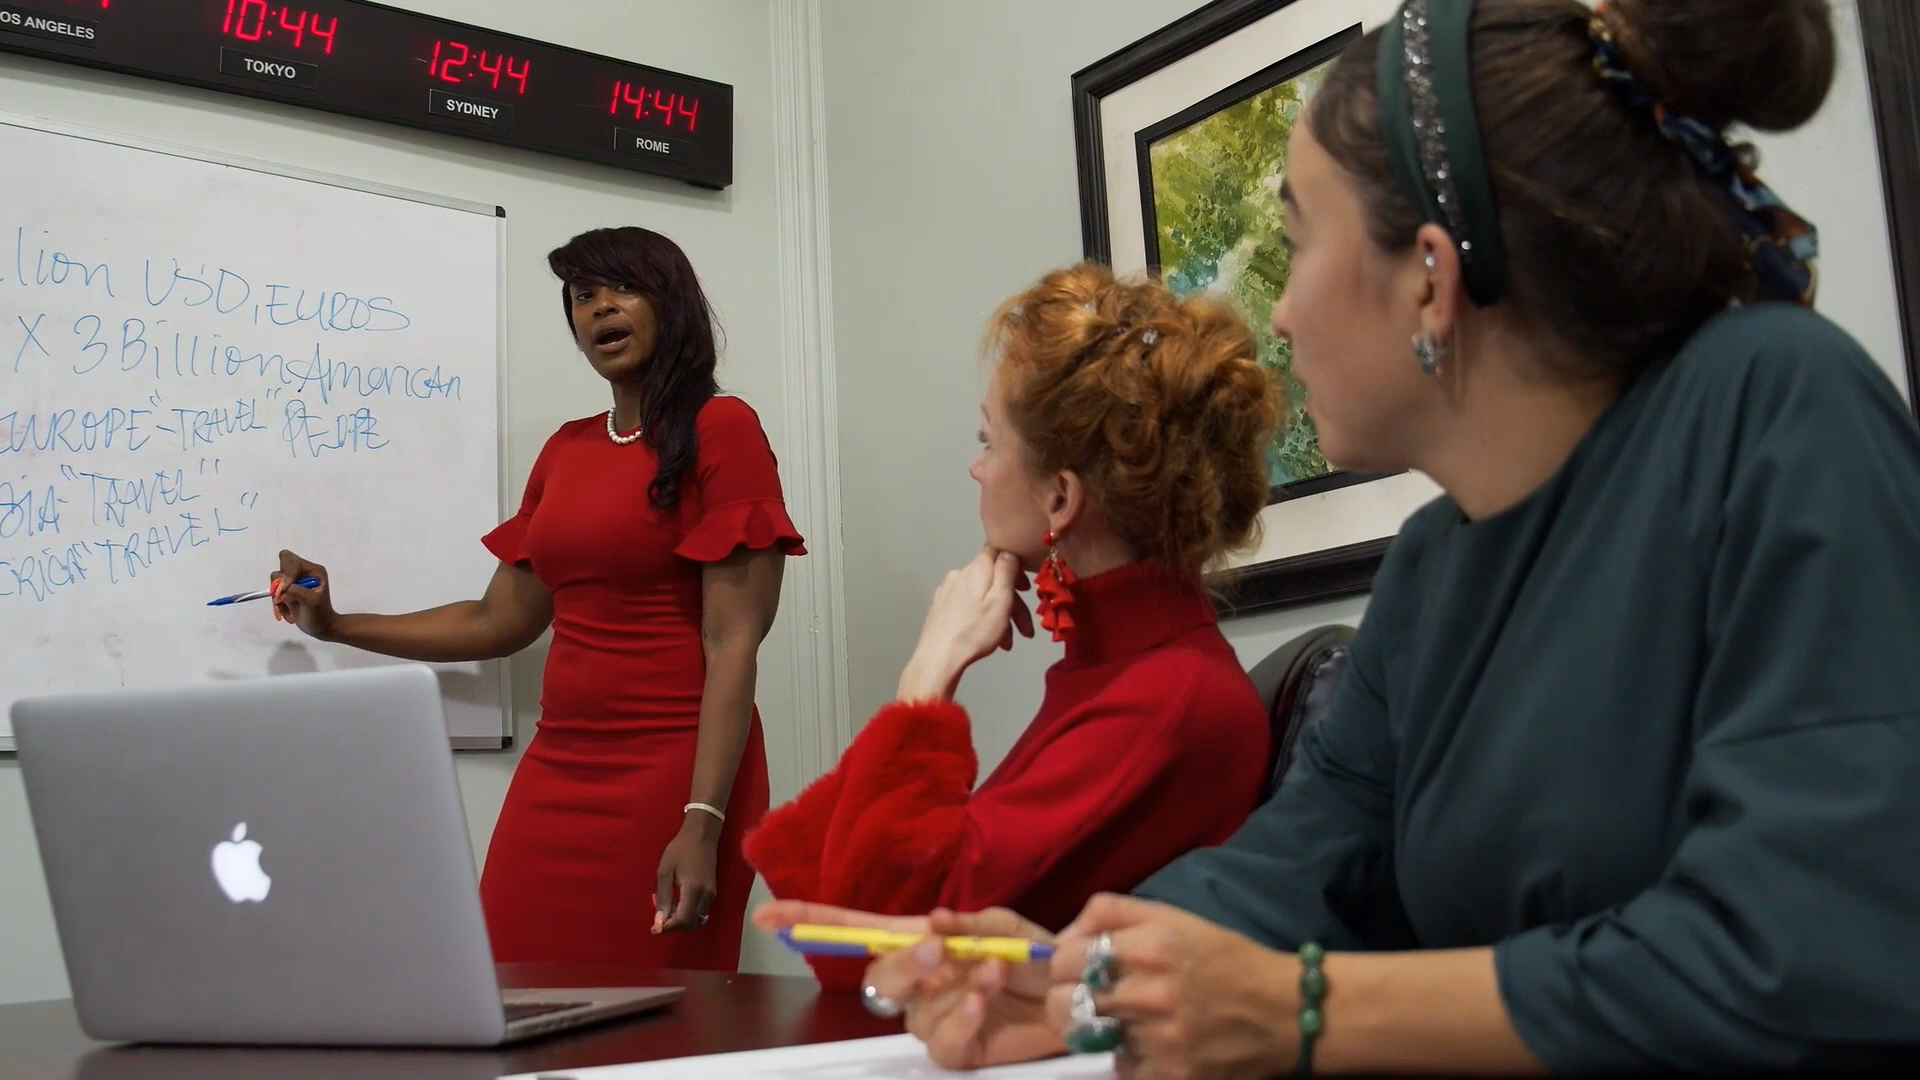 OS ANGELES
10:44
TOKYO
12:44
SYDNEY
14:44
ROME
llion USD, EUROS
X 3 Billion American
EUROPE "-TRAVEL"
"TRAVEL"
ERICA "TRAVEL"